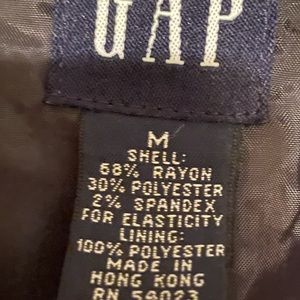 GAP
M
SHELL:
68% RAYON
30% POLYESTER
2% SPANDEX
FOR ELASTICITY
LINING:
100% POLYESTER
MADE IN
HONG KONG
RN 54023